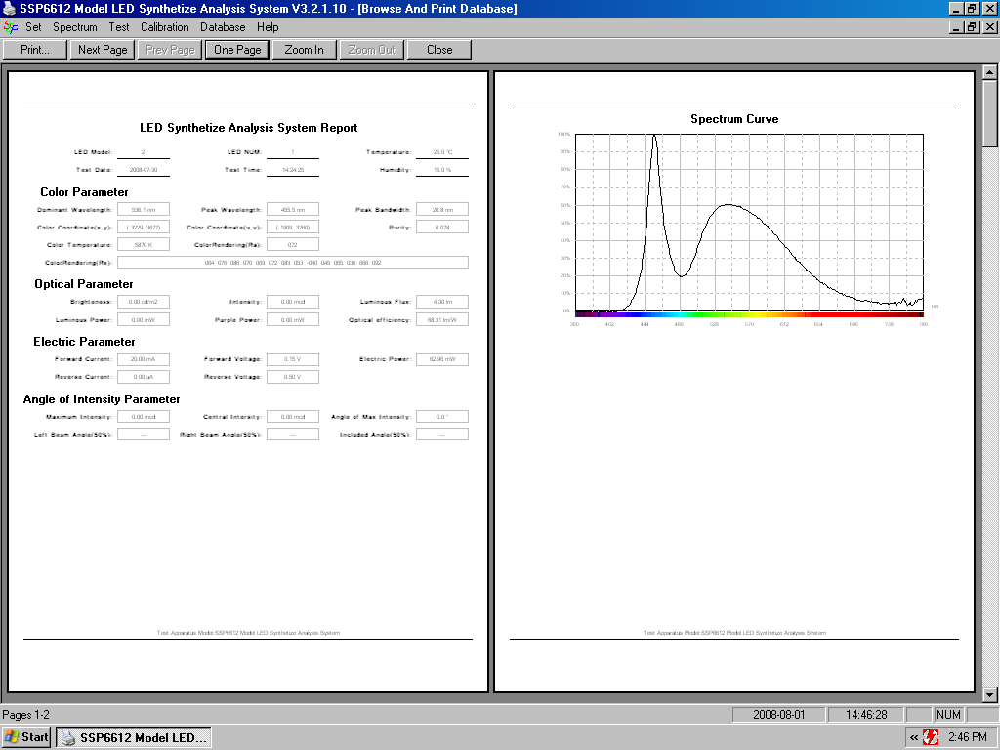 SSP6612 Model LED Synthetize Analysis System V3.2.1.10 - [Browse And Print Database]
Set Spectrum Test Calibration Database Help
Print... Next Page Prev Page One Page Zoom In Zoom Out Close
LED Synthetize Analysis System Report
LED Model: 2 LED NUM: 1 Temperature: 25.0 °C
Test Date: 2008-07-30 Test Time: 14:24:25 Humidity: 15.0 %
Color Parameter
Dominant Wavelength: 536.1 nm Peak Wavelength: 455.5 nm Peak Bandwidth: 20.8 nm
Color Coordinate(x,y): (.3229, .3677) Color Coordinate(u,v): (.1909, .3260) Purity: 0.078
Color Temperature: 5870 K ColorRendering(Ra): 072
ColorRendering(Rx): 064 076 086 070 069 072 083 053 -040 045 065 036 066 092
Optical Parameter
Brightness: 0.00 cd/m2 Intensity: 0.00 mcd Luminous Flux: 4.30 lm
Luminous Power: 0.00 mW Purple Power: 0.00 mW Optical efficiency: 68.31 lm/W
Electric Parameter
Forward Current: 20.00 mA Forward Voltage: 3.15 V Electric Power: 62.96 mW
Reverse Current: 0.00 uA Reverse Voltage: 0.50 V
Angle of Intensity Parameter
Maximum Intensity: 0.00 mcd Central Intensity: 0.00 mcd Angle of Max Intensity: 0.0 °
Left Beam Angle(50%): --- Right Beam Angle(50%): --- Included Angle(50%): ---
Test Apparatus Model:SSP6612 Model LED Synthetize Analysis System
Spectrum Curve
100%
90%
80%
70%
60%
50%
40%
30%
20%
10%
0%
nm
360 402 444 486 528 570 612 654 696 738 780
Test Apparatus Model:SSP6612 Model LED Synthetize Analysis System
Pages 1-2 2008-08-01 14:46:28 NUM
Start SSP6612 Model LED... « 2:46 PM